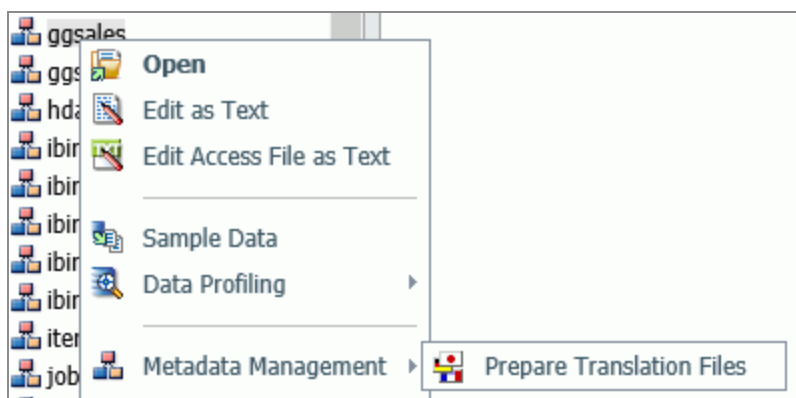 ggsales
ggs
Open
hda
Edit as Text
ibir
Edit Access File as Text
ibir
ibir
Sample Data
ibir
Data Profiling
ibir
iter
job
Metadata Management
Prepare Translation Files